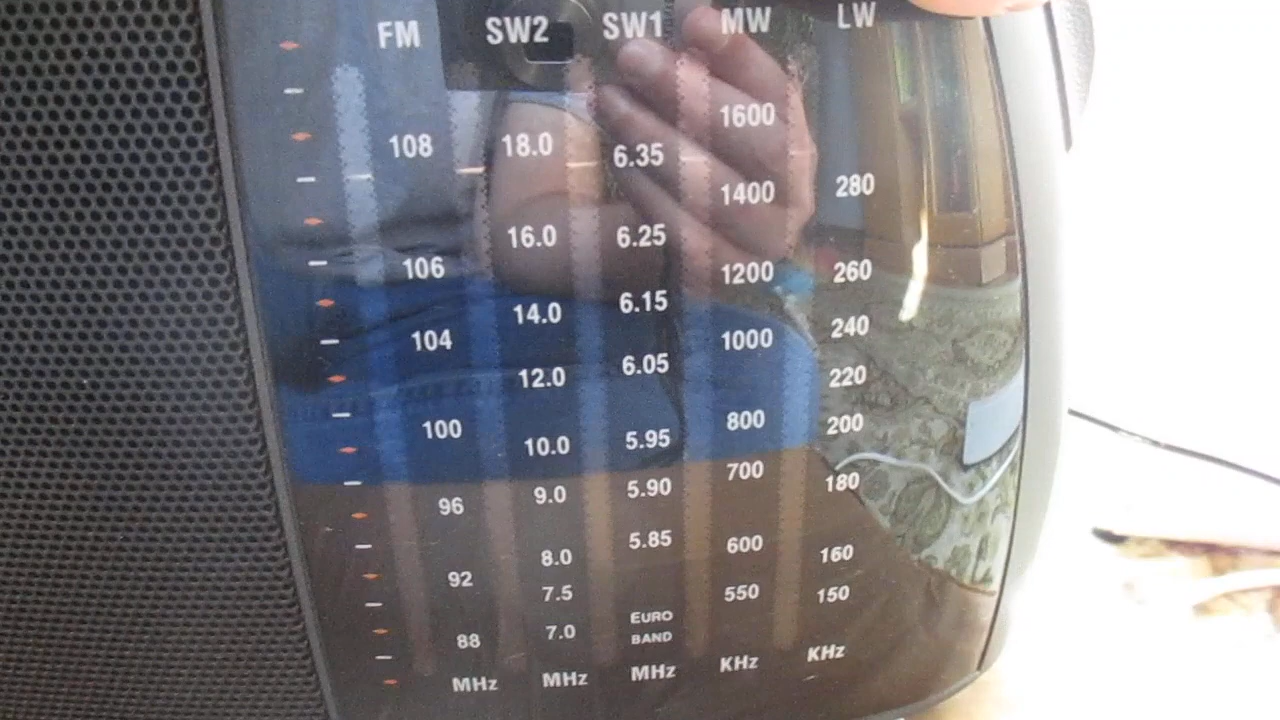 FM SW2 SW1 MW LW
1600
108 18.0 6.35
1400 280
16.0 6.25
106 1200 260
14.0 6.15
104 1000 240
12.0 6.05 220
100 10.0 5.95 800 200
700
96 9.0 5.90 180
8.0 5.85 600 160
92 7.5 550 150
EURO
88 7.0 BAND
MHz MHz MHz KHz KHz